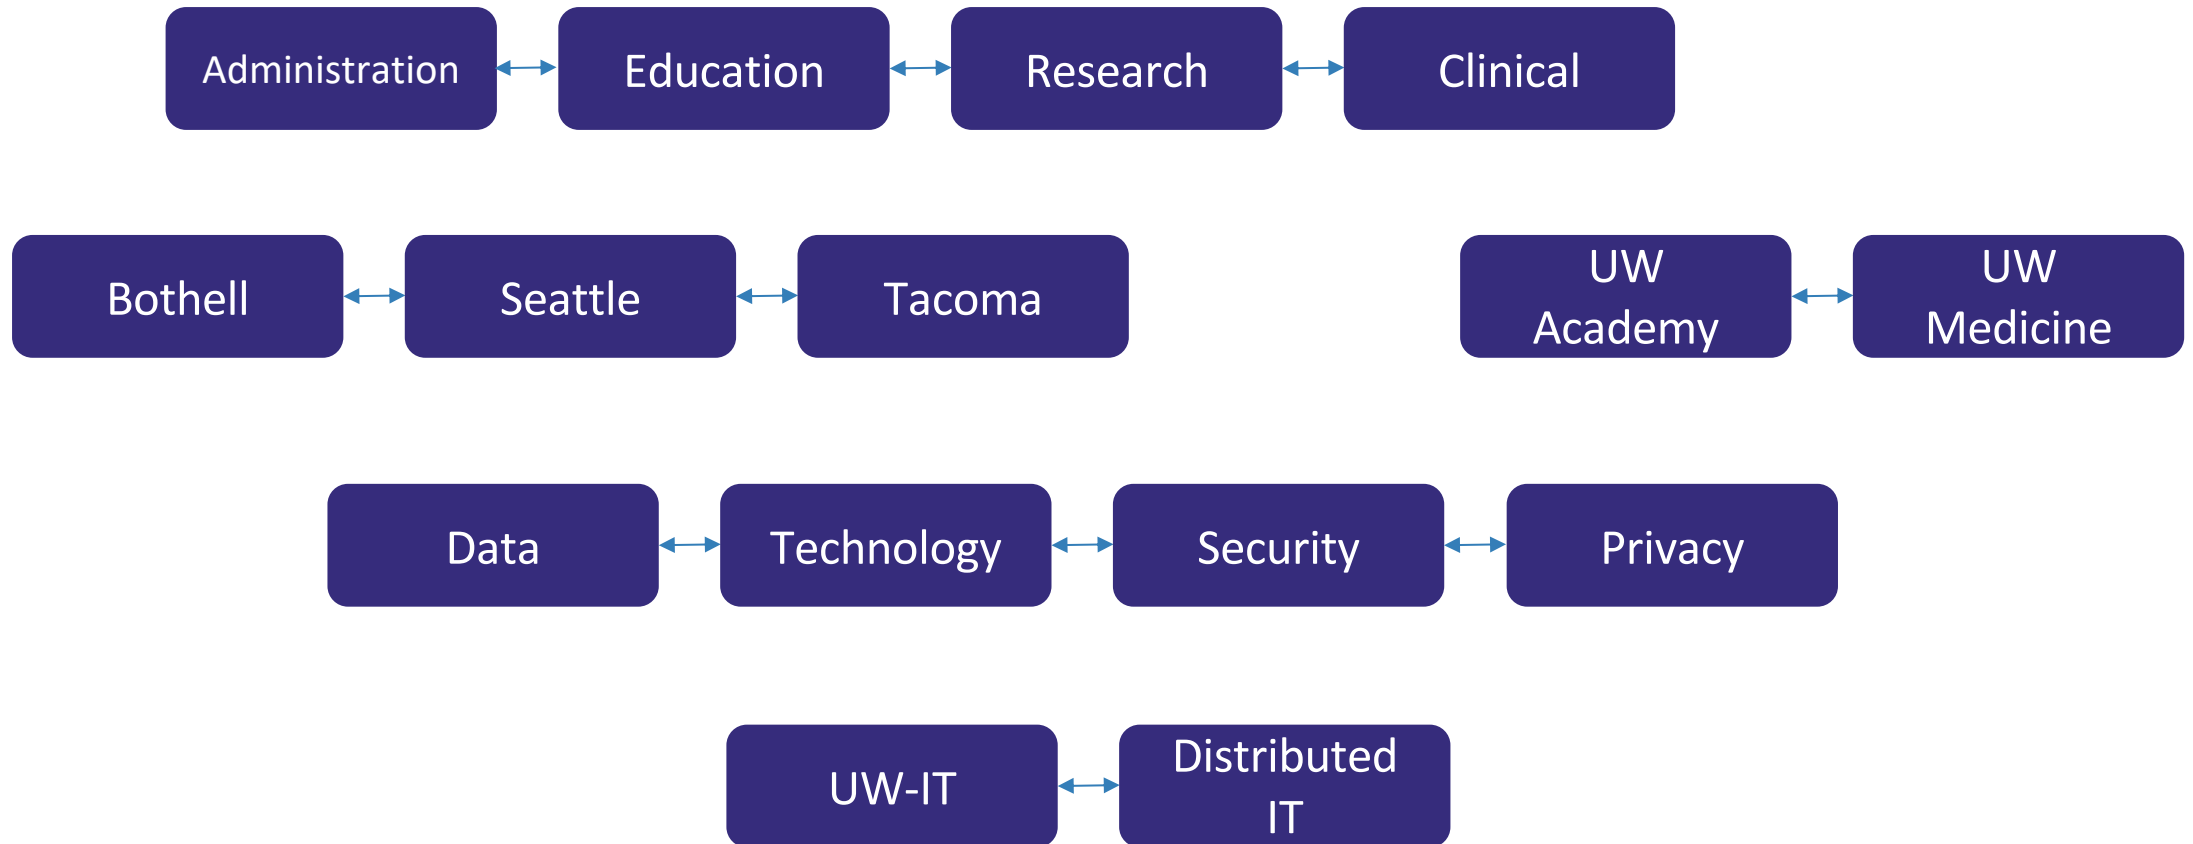 Administration
Education
Research
Clinical
Bothell
Seattle
Tacoma
UW
Academy
UW
Medicine
Data
Technology
Security
Privacy
UW-IT
Distributed
IT